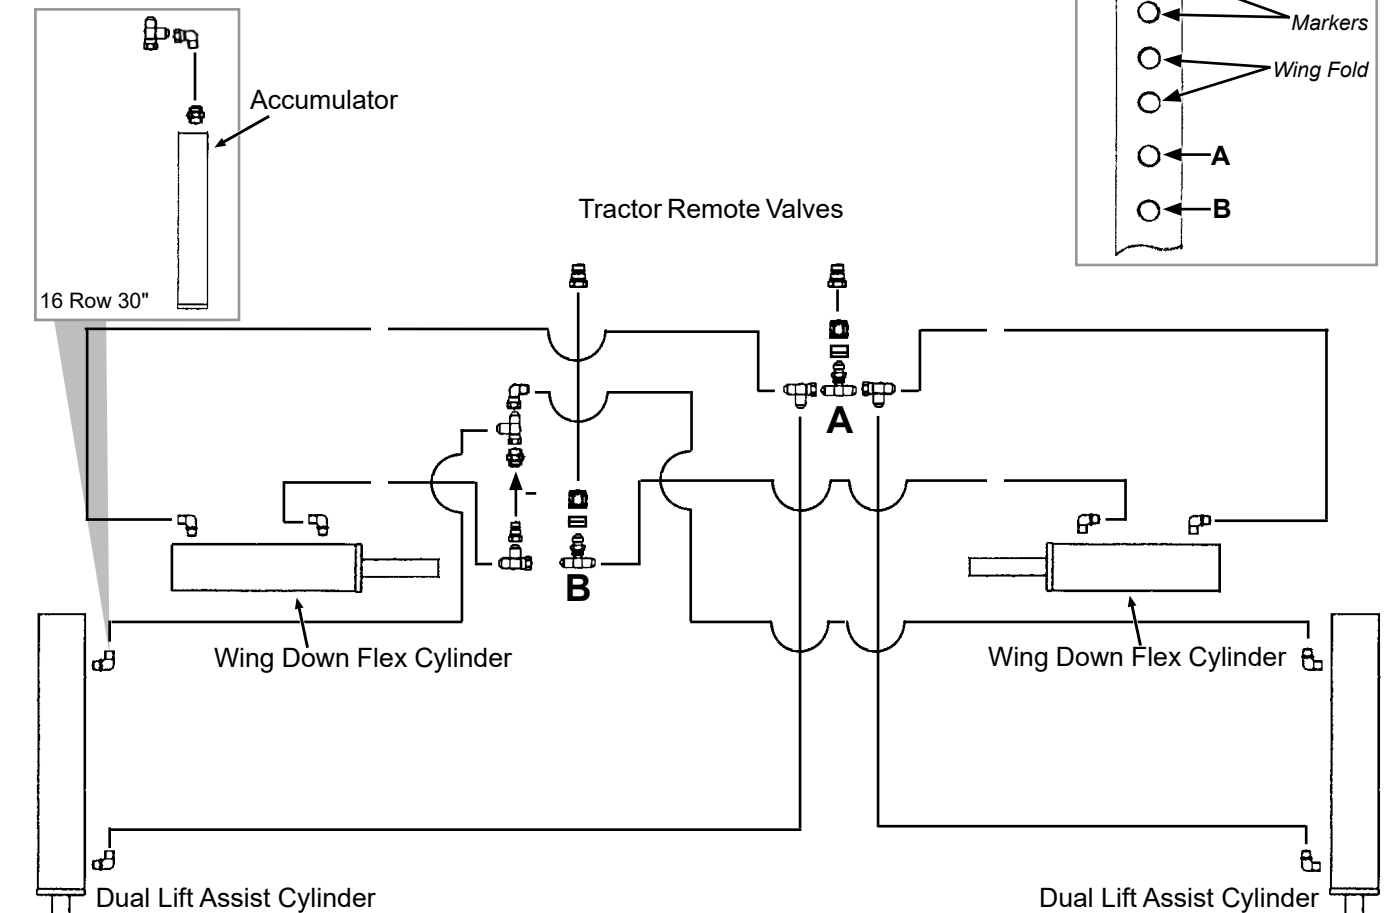 Markers
Wing Fold
Accumulator
A
Tractor Remote Valves
B
16 Row 30"
A
B
Wing Down Flex Cylinder
Wing Down Flex Cylinder
Dual Lift Assist Cylinder
Dual Lift Assist Cylinder